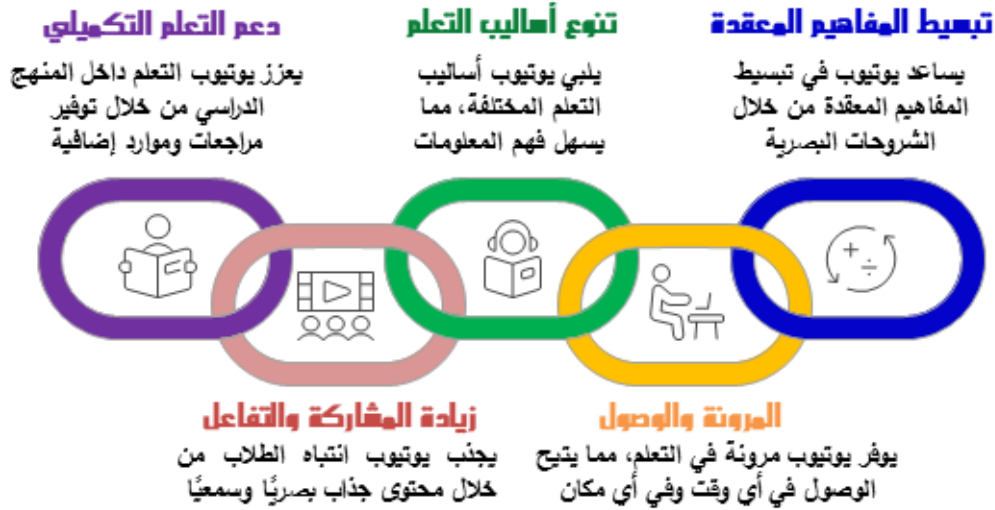 تبسيط المفاهيم المعقدة
يساعد يوتيوب في تبسيط
المفاهيم المعقدة من خلال
الشروحات البصرية
المرونة والوصول
يوفر يوتيوب مرونة في التعلم، مما يتيح
الوصول في أي وقت وفي أي مكان
تنوع أساليب التعلم
يلبي يوتيوب أساليب
التعلم المختلفة، مما
يسهل فهم المعلومات
زيادة المشاركة والتفاعل
يجذب يوتيوب انتباه الطلاب من
خلال محتوى جذاب بصريًا وسمعيًا
دعم التعلم التكميلي
يعزز يوتيوب التعلم داخل المنهج
الدراسي من خلال توفير
مراجعات وموارد إضافية